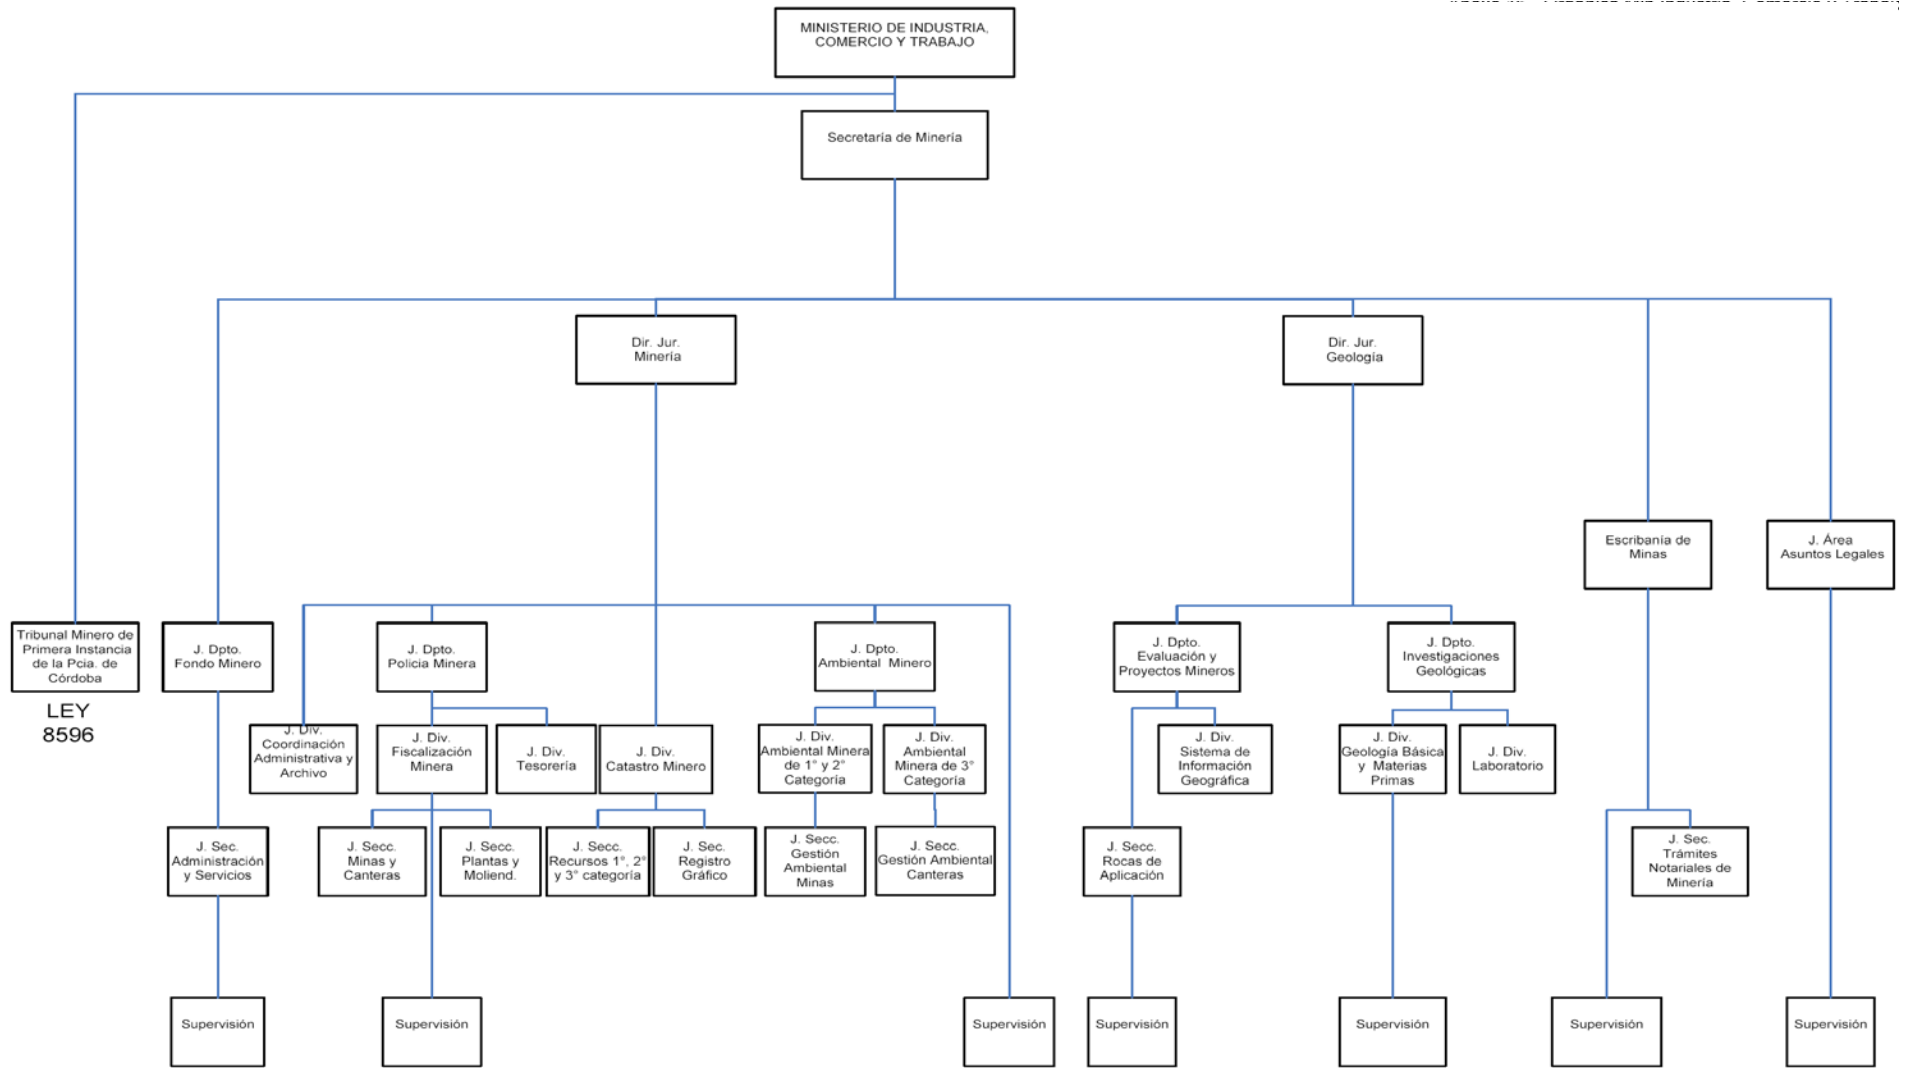 MINISTERIO DE INDUSTRIA,
COMERCIO Y TRABAJO
Secretaría de Minería
Dir. Jur.
Minería
Dir. Jur.
Geología
Escribanía de
Minas
J. Área
Asuntos Legales
Tribunal Minero de
Primera Instancia
de la Pcia. de
Córdoba
LEY
8596
J. Dpto.
Fondo Minero
J. Dpto.
Policia Minera
J. Dpto.
Ambiental Minero
J. Dpto.
Evaluación y
Proyectos Mineros
J. Dpto.
Investigaciones
Geológicas
J. Div.
Coordinación
Administrativa y
Archivo
J. Div.
Fiscalización
Minera
J. Div.
Tesorería
J. Div.
Catastro Minero
J. Div.
Ambiental Minera
de 1° y 2°
Categoría
J. Div.
Ambiental
Minera de 3°
Categoría
J. Div.
Sistema de
Información
Geográfica
J. Div.
Geología Básica
y Materias
Primas
J. Div.
Laboratorio
J. Sec.
Administración
y Servicios
J. Secc.
Minas y
Canteras
J. Secc.
Plantas y
Moliend.
J. Secc.
Recursos 1°, 2°
y 3° categoría
J. Sec.
Registro
Gráfico
J. Secc.
Gestión
Ambiental
Minas
J. Secc.
Gestión Ambiental
Canteras
J. Secc.
Rocas de
Aplicación
J. Sec.
Trámites
Notariales de
Minería
Supervisión
Supervisión
Supervisión
Supervisión
Supervisión
Supervisión
Supervisión